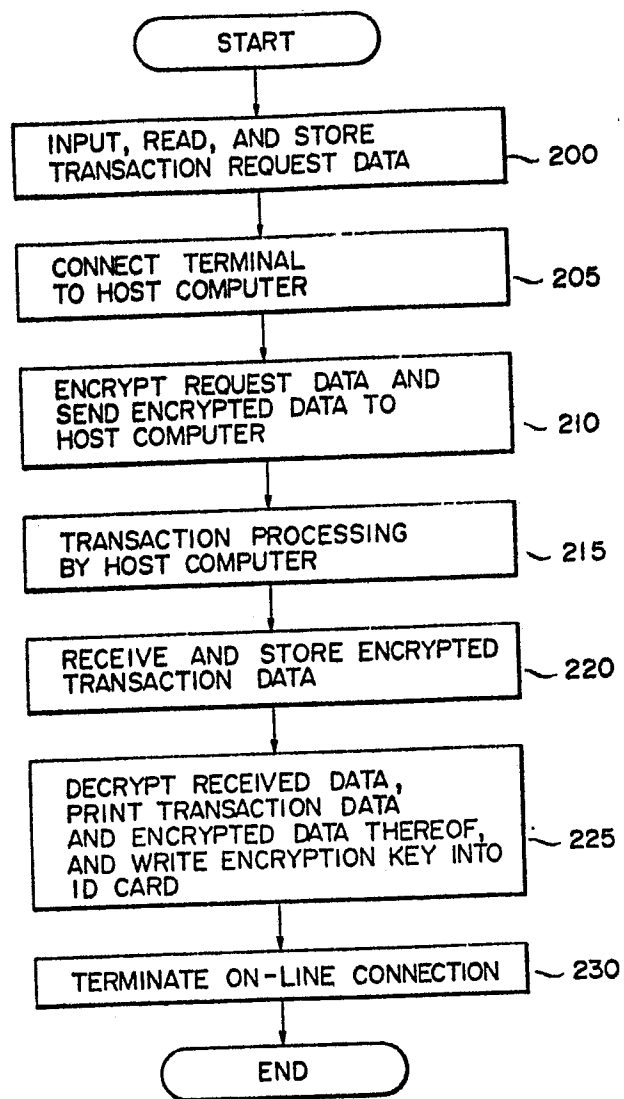 START
INPUT, READ, AND STORE
TRANSACTION REQUEST DATA
200
CONNECT TERMINAL
TO HOST COMPUTER
205
ENCRYPT REQUEST DATA AND
SEND ENCRYPTED DATA TO
HOST COMPUTER
210
TRANSACTION PROCESSING
BY HOST COMPUTER
215
RECEIVE AND STORE ENCRYPTED
TRANSACTION DATA
220
DECRYPT RECEIVED DATA,
PRINT TRANSACTION DATA
AND ENCRYPTED DATA THEREOF,
AND WRITE ENCRYPTION KEY INTO
ID CARD
225
TERMINATE ON-LINE CONNECTION
230
END